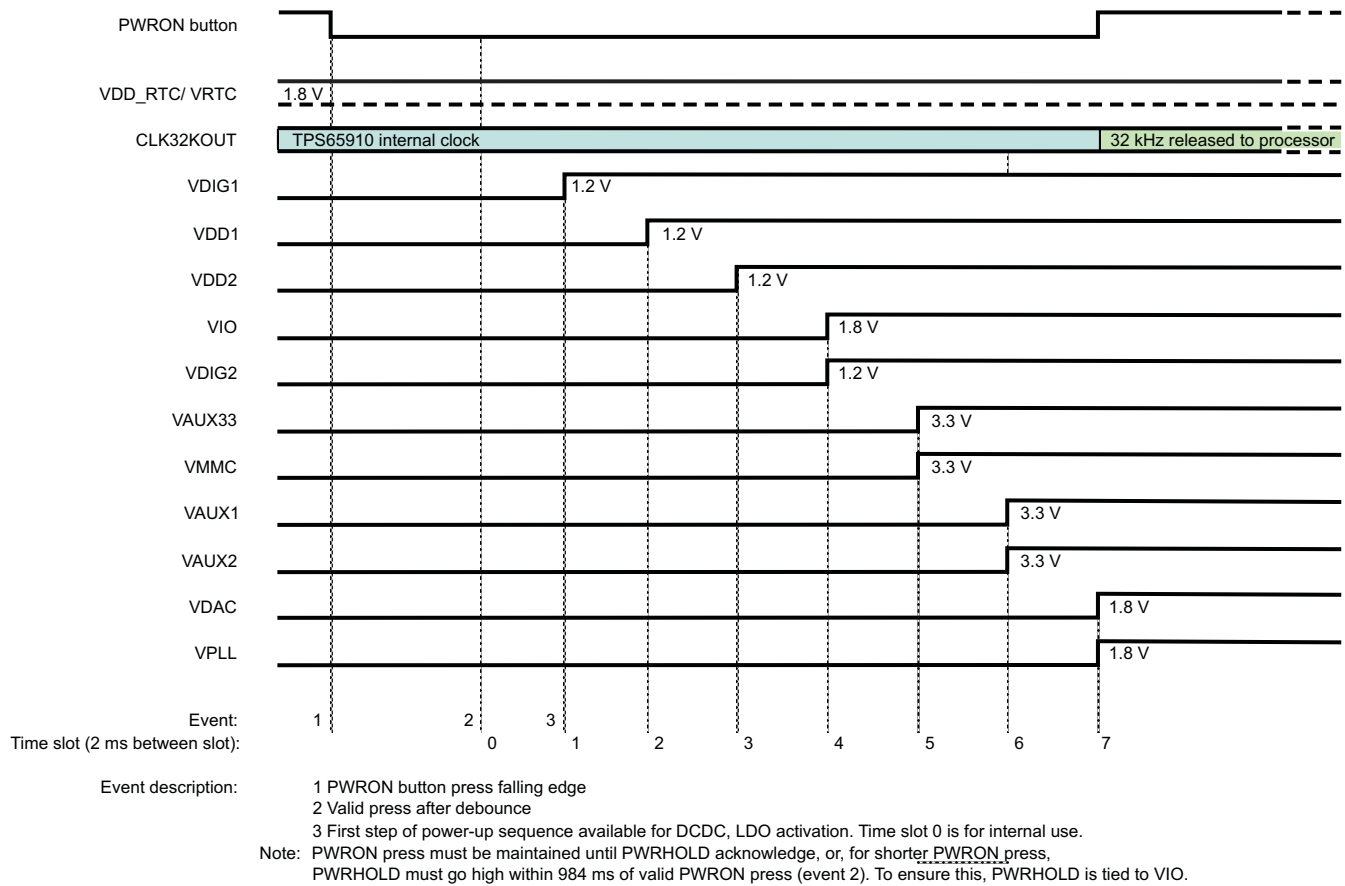 PWRON button
VDD_RTC/ VRTC
1.8 V
CLK32KOUT
TPS65910 internal clock
32 kHz released to processor
VDIG1
1.2 V
VDD1
1.2 V
VDD2
1.2 V
VIO
1.8 V
VDIG2
1.2 V
VAUX33
3.3 V
VMMC
3.3 V
VAUX1
3.3 V
VAUX2
3.3 V
VDAC
1.8 V
VPLL
1.8 V
Event: 1 2 3
Time slot (2 ms between slot): 0 1 2 3 4 5 6 7
Event description: 1 PWRON button press falling edge
2 Valid press after debounce
3 First step of power-up sequence available for DCDC, LDO activation. Time slot 0 is for internal use.
Note: PWRON press must be maintained until PWRHOLD acknowledge, or, for shorter PWRON press,
PWRHOLD must go high within 984 ms of valid PWRON press (event 2). To ensure this, PWRHOLD is tied to VIO.